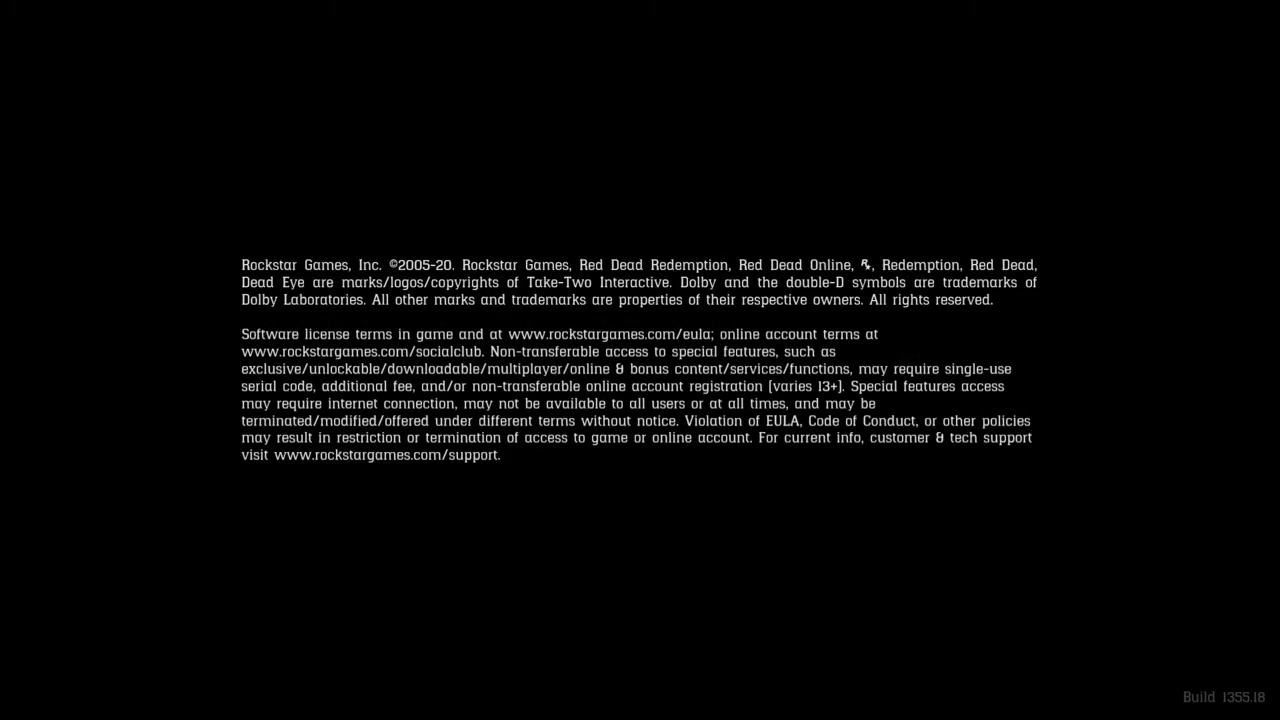 Rockstar Games, Inc. ©2005-20. Rockstar Games, Red Dead Redemption, Red Dead Online, R*, Redemption, Red Dead,
Dead Eye are marks/logos/copyrights of Take-Two Interactive. Dolby and the double-D symbols are trademarks of
Dolby Laboratories. All other marks and trademarks are properties of their respective owners. All rights reserved.
Software license terms in game and at www.rockstargames.com/eula; online account terms at
www.rockstargames.com/socialclub. Non-transferable access to special features, such as
exclusive/unlockable/downloadable/multiplayer/online & bonus content/services/functions, may require single-use
serial code, additional fee, and/or non-transferable online account registration (varies 13+). Special features access
may require internet connection, may not be available to all users or at all times, and may be
terminated/modified/offered under different terms without notice. Violation of EULA, Code of Conduct, or other policies
may result in restriction or termination of access to game or online account. For current info, customer & tech support
visit www.rockstargames.com/support.
Build 1355.18